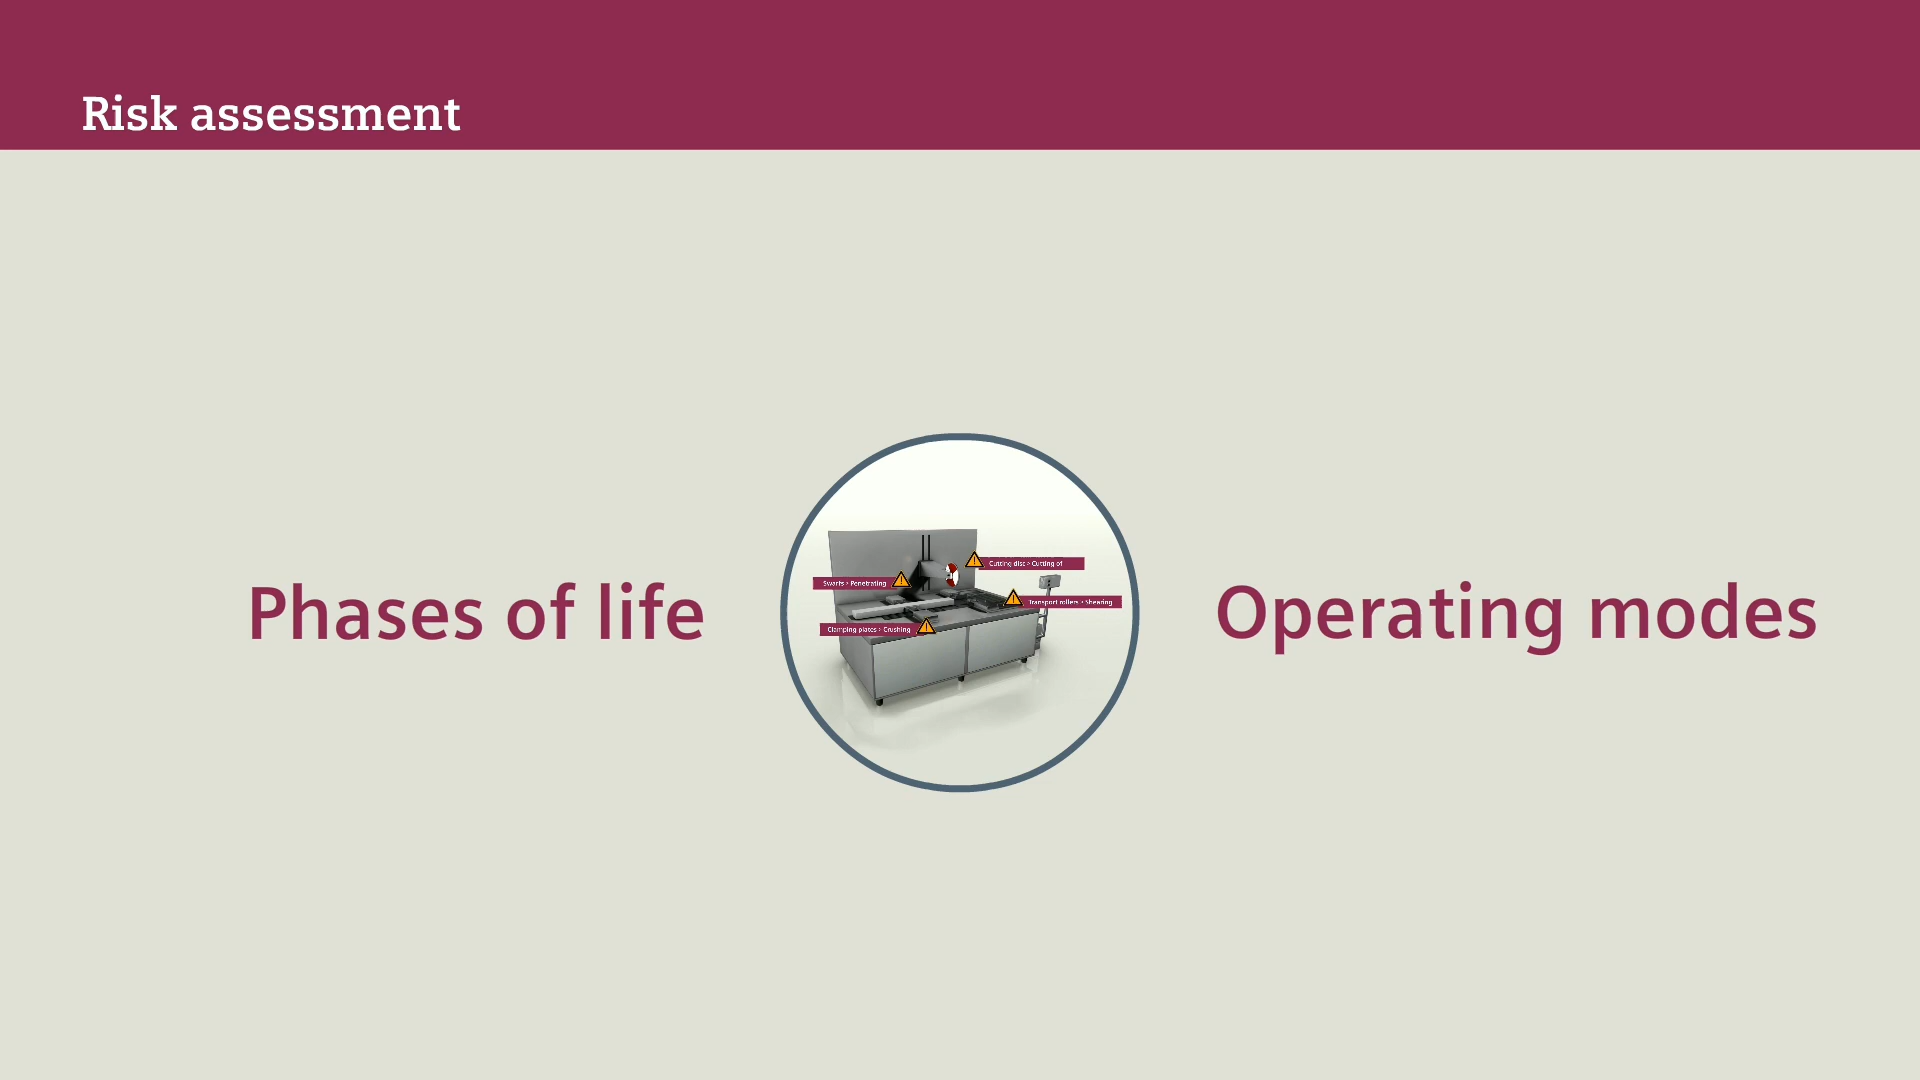 Risk assessment
Cutting disc > Cutting of
Swarfs > Penetrating
Transport rollers > Shearing
Clamping plates > Crushing
Phases of life
Operating modes